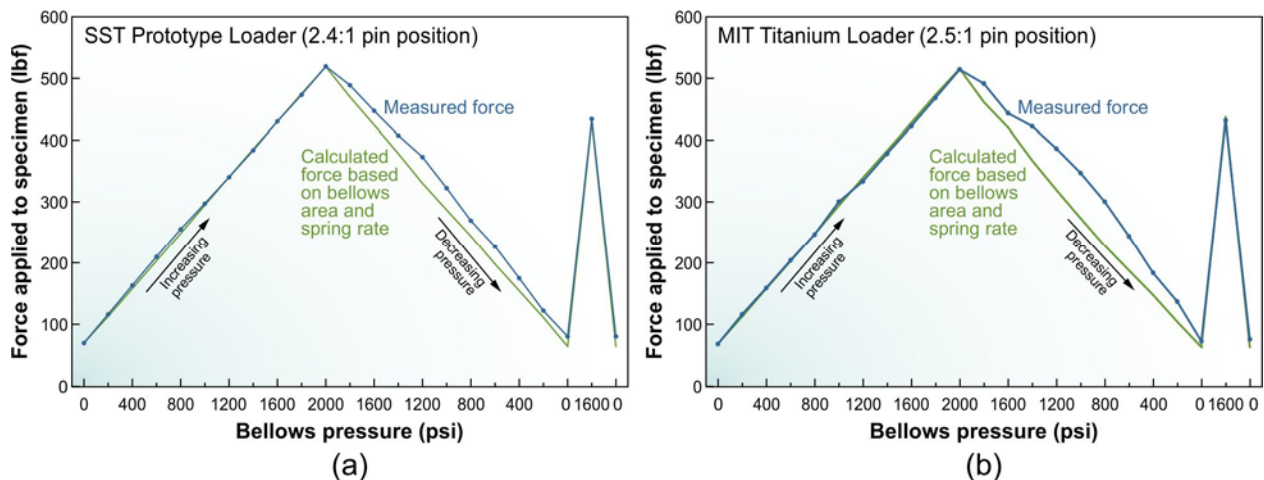 SST Prototype Loader (2.4:1 pin position)
Force applied to specimen (lbf)
600
500
400
300
200
100
0
Measured force
Calculated
force based
on bellows
area and
spring rate
Increasing
pressure
Decreasing
pressure
0 400 800 1200 1600 2000 1600 1200 800 400 0 1600 0
Bellows pressure (psi)
(a)
MIT Titanium Loader (2.5:1 pin position)
Force applied to specimen (lbf)
600
500
400
300
200
100
0
Measured force
Calculated
force based
on bellows
area and
spring rate
Increasing
pressure
Decreasing
pressure
0 400 800 1200 1600 2000 1600 1200 800 400 0 1600 0
Bellows pressure (psi)
(b)